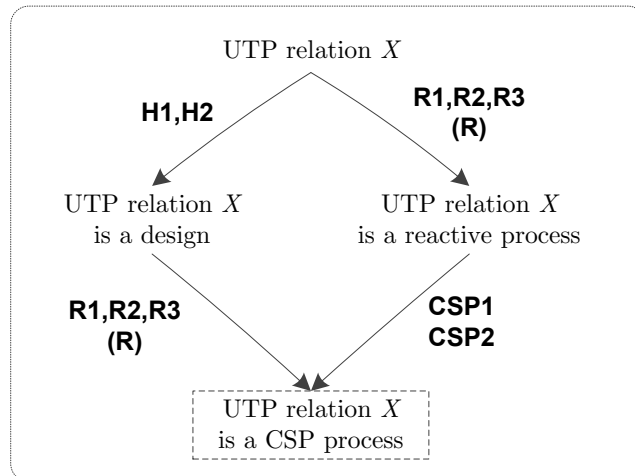 UTP relation X
H1,H2
R1,R2,R3
(R)
UTP relation X
is a design
UTP relation X
is a reactive process
R1,R2,R3
(R)
CSP1
CSP2
UTP relation X
is a CSP process